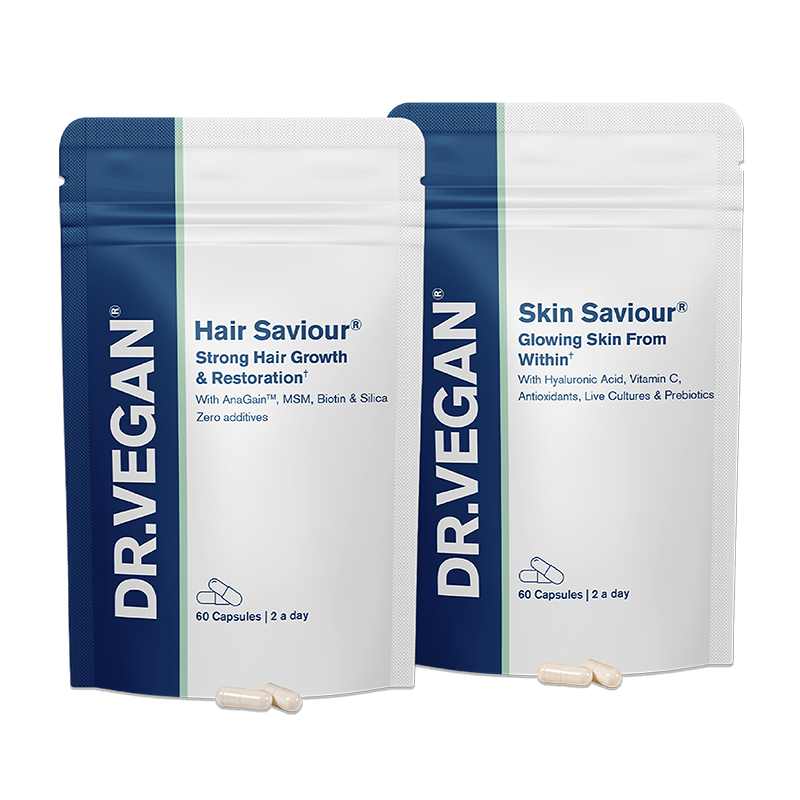 DR.VEGAN®
Hair Saviour®
Strong Hair Growth
& Restoration†
With AnaGain™, MSM, Biotin & Silica
Zero additives
60 Capsules | 2 a day
DR.VEGAN®
Skin Saviour®
Glowing Skin From
Within†
With Hyaluronic Acid, Vitamin C,
Antioxidants, Live Cultures & Prebiotics
60 Capsules | 2 a day